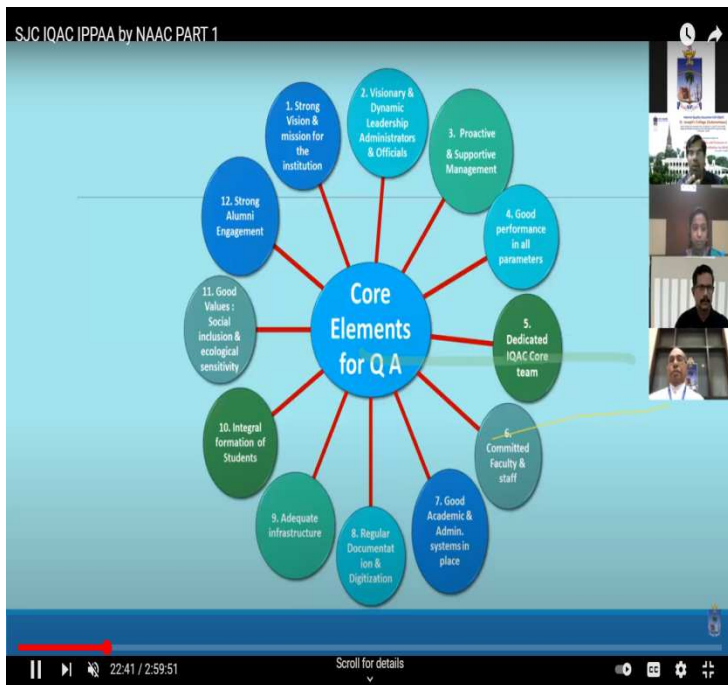 SJC IQAC IPPAA by NAAC PART 1
1. Strong
Vision &
mission for
the
institution
2. Visionary &
Dynamic
Leadership
Administrators
& Officials
3. Proactive
& Supportive
Management
4. Good
performance
in all
parameters
5.
Dedicated
IQAC Core
team
6.
Committed
Faculty &
staff
7. Good
Academic &
Admin.
systems in
place
8. Regular
Documentat
ion &
Digitization
9. Adequate
infrastructure
10. Integral
formation of
Students
11. Good
Values :
Social
inclusion &
ecological
sensitivity
12. Strong
Alumni
Engagement
Core
Elements
for Q A
22:41 / 2:59:51
Scroll for details
CC